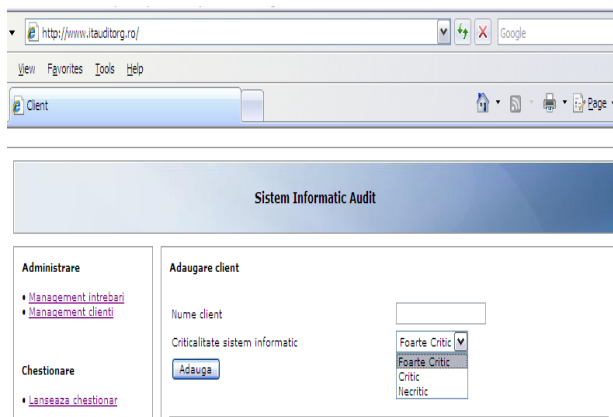 http://www.itauditorg.ro/
Google
View Favorites Tools Help
Client
Page
Sistem Informatic Audit
Administrare
• Management intrebari
• Management clienti
Chestionare
• Lanseaza chestionar
Adaugare client
Nume client
Criticalitate sistem informatic
Foarte Critic
Foarte Critic
Critic
Necritic
Adauga